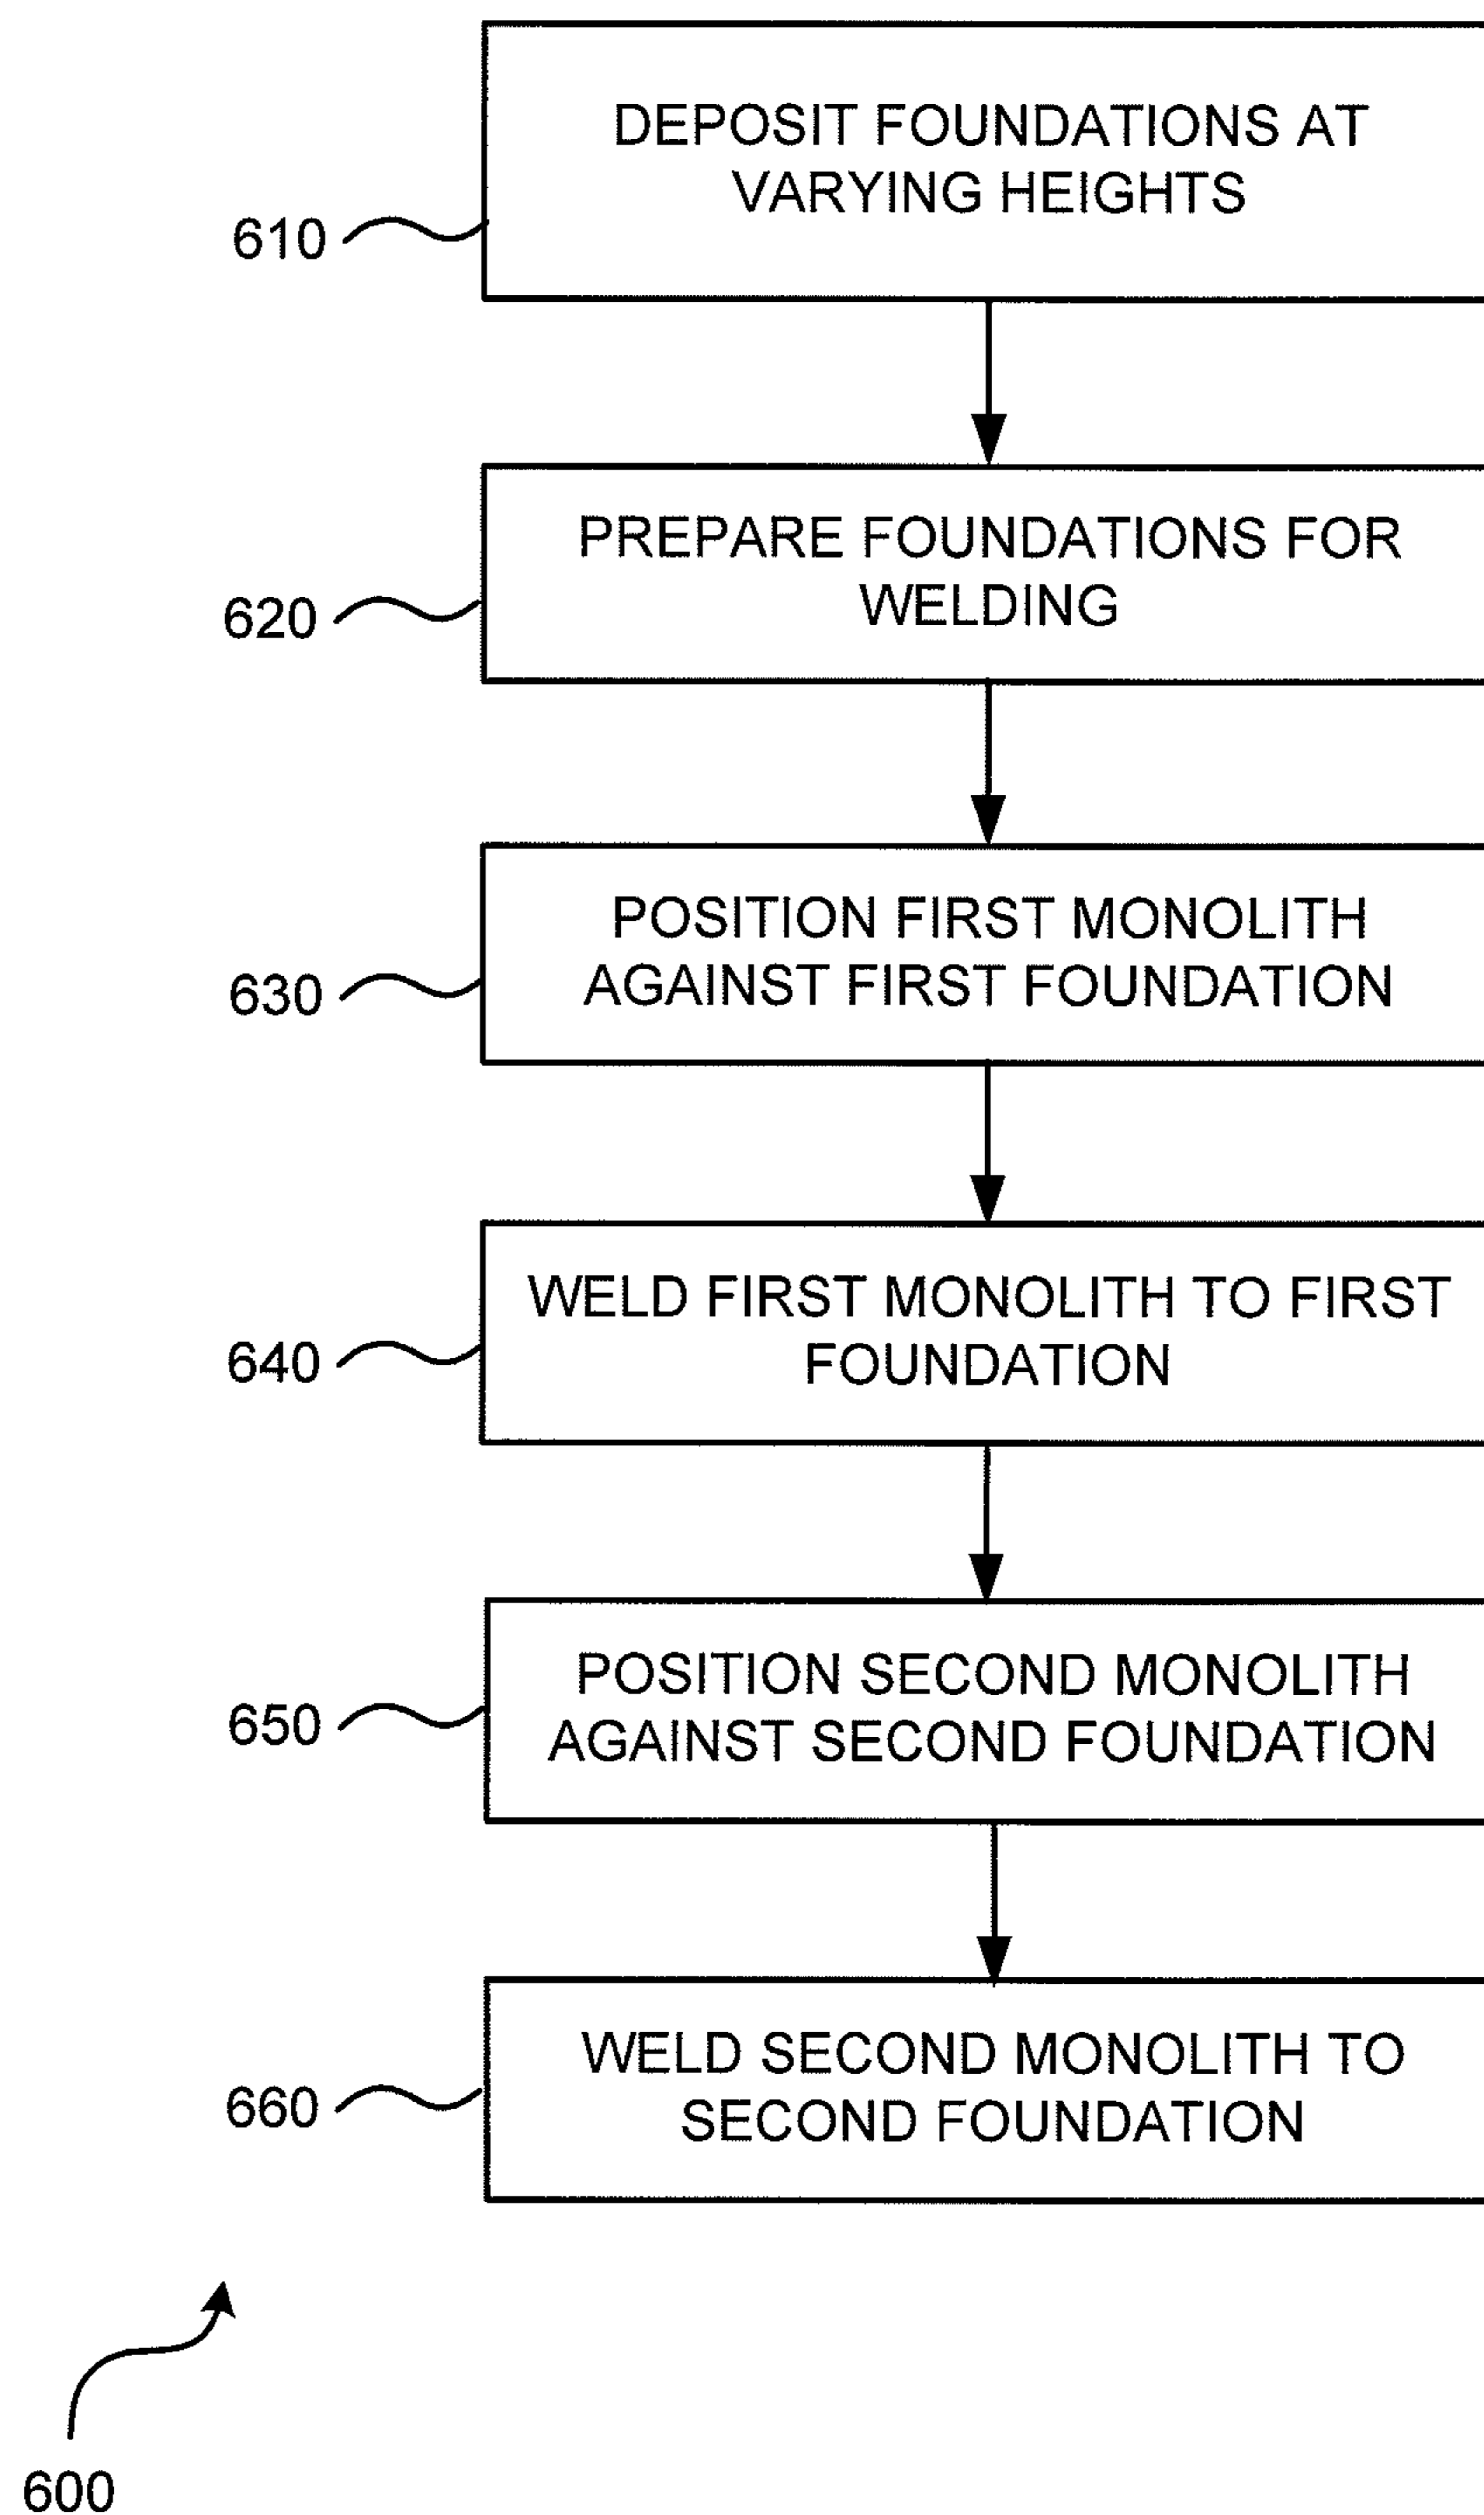 DEPOSIT FOUNDATIONS AT
VARYING HEIGHTS
610
PREPARE FOUNDATIONS FOR
WELDING
620
POSITION FIRST MONOLITH
AGAINST FIRST FOUNDATION
630
WELD FIRST MONOLITH TO FIRST
FOUNDATION
640
POSITION SECOND MONOLITH
AGAINST SECOND FOUNDATION
650
WELD SECOND MONOLITH TO
SECOND FOUNDATION
660
600